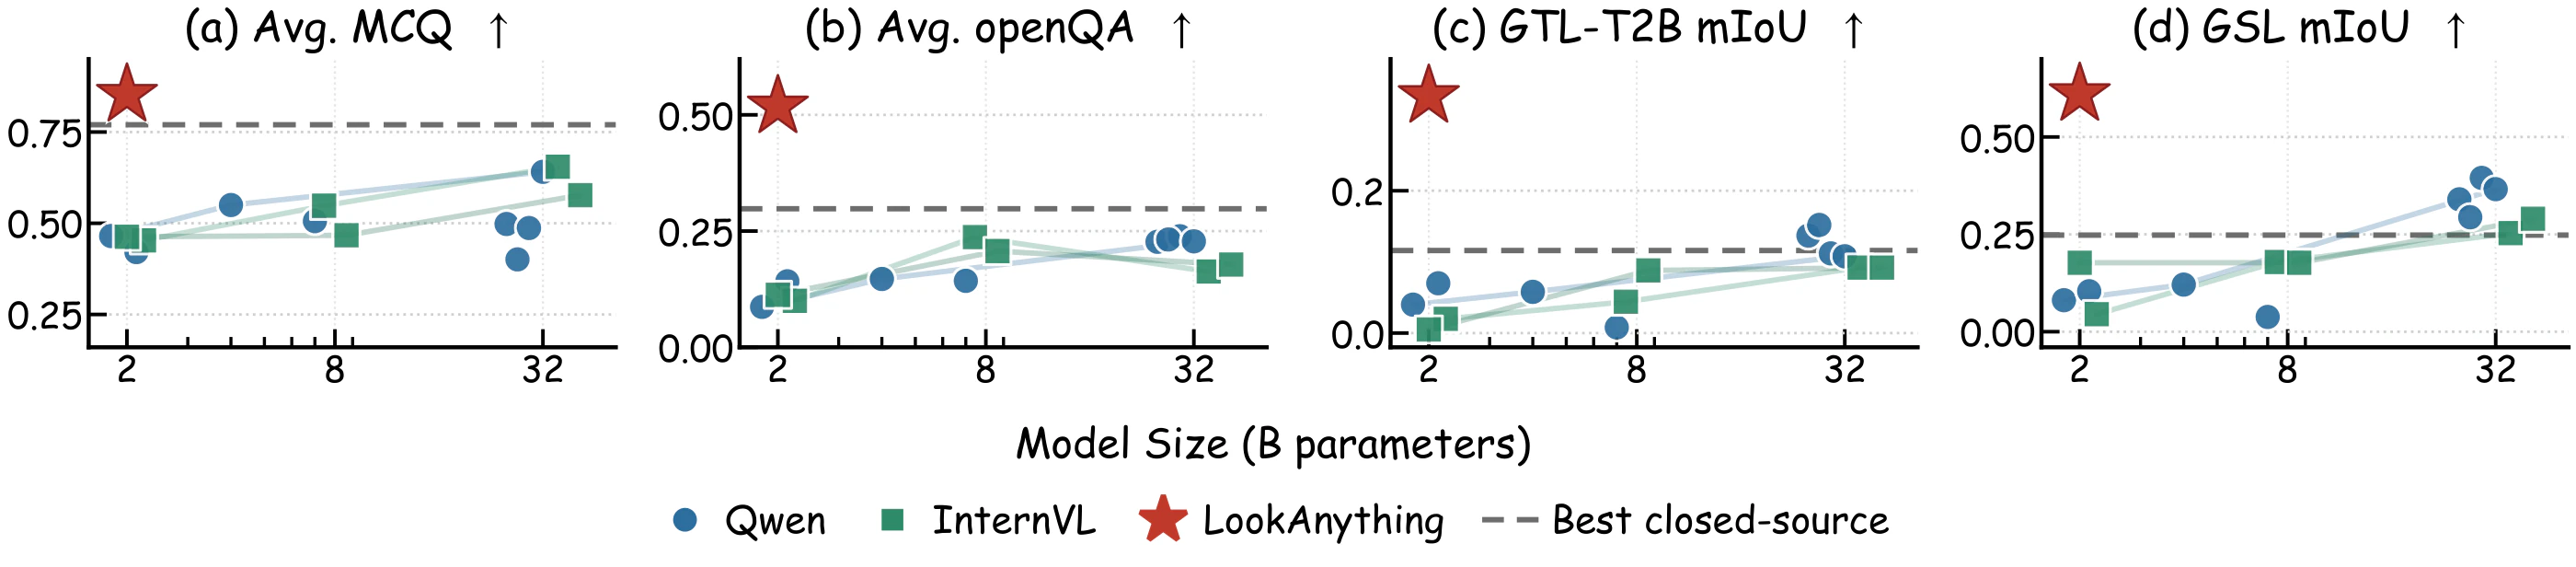 (a) Avg. MCQ ↑
0.75
0.50
0.25
2 8 32
(b) Avg. openQA ↑
0.50
0.25
0.00
2 8 32
(c) GTL-T2B mIoU ↑
0.2
0.0
2 8 32
(d) GSL mIoU ↑
0.50
0.25
0.00
2 8 32
Model Size (B parameters)
Qwen InternVL LookAnything Best closed-source